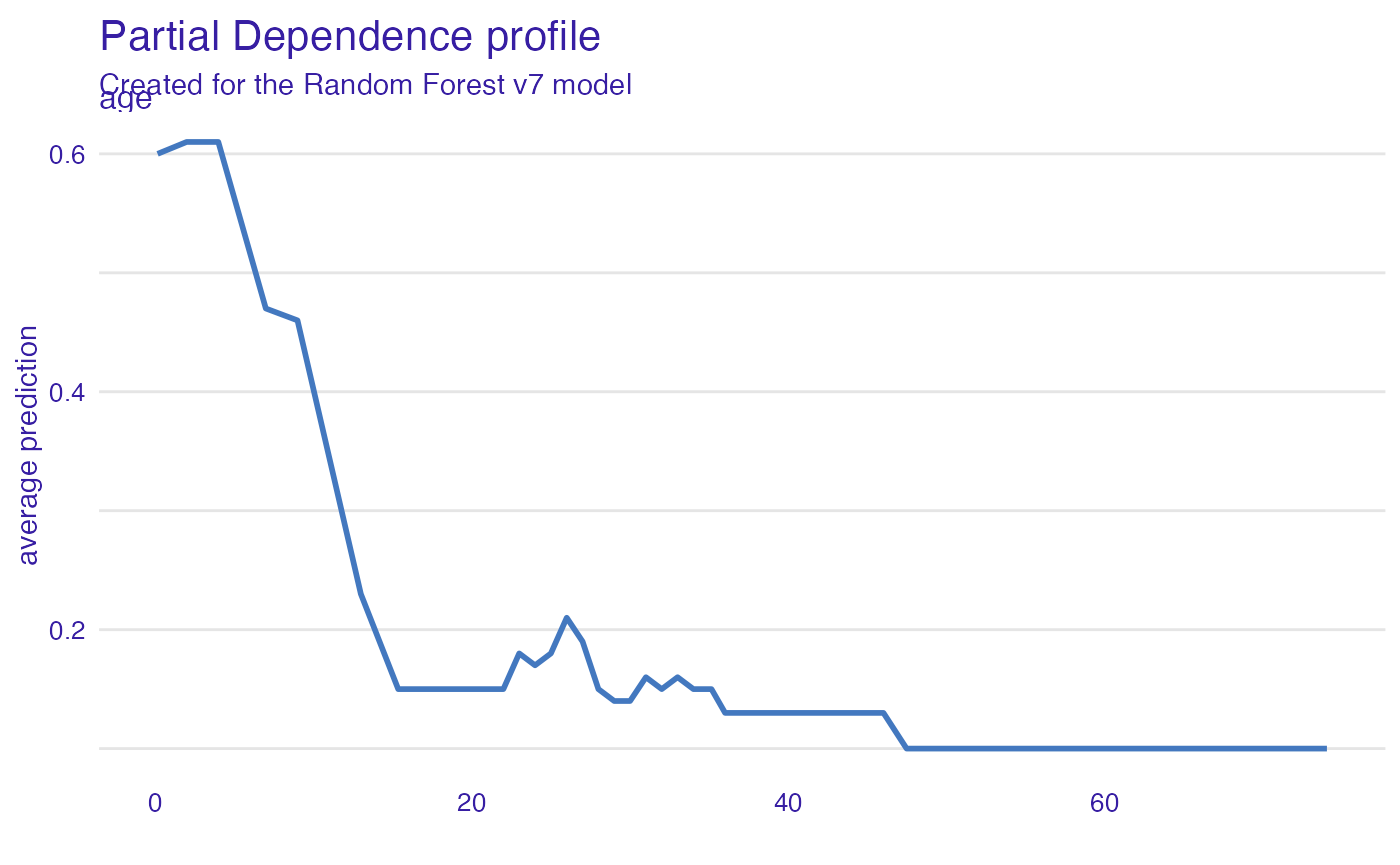 Partial Dependence profile
Created for the Random Forest v7 model
age
0.6
0.4
0.2
average prediction
0 20 40 60